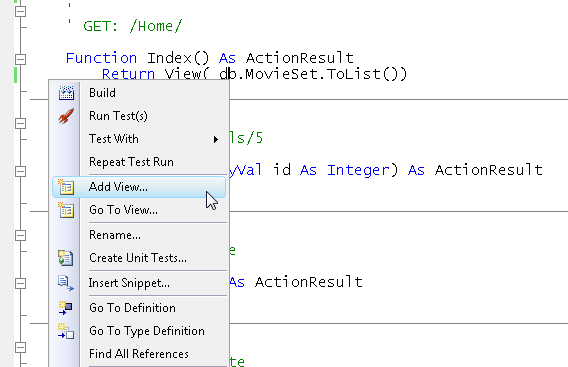 '
' GET: /Home/
Function Index() As ActionResult
Return View( db.MovieSet.ToList())
Build
Run Test(s)
Test With
ls/5
Repeat Test Run
yVal id As Integer) As ActionResult
Add View...
Go To View...
Rename...
e
Create Unit Tests...
Insert Snippet...
As ActionResult
Go To Definition
Go To Type Definition
Find All References
te